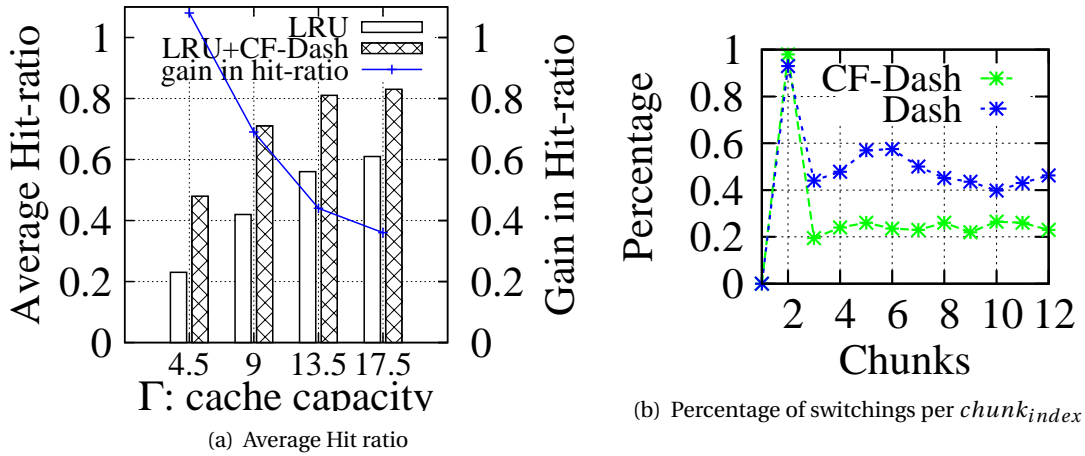 LRU
LRU+CF-Dash
gain in hit-ratio
1
0.8
0.6
0.4
0.2
0
Average Hit-ratio
1
0.8
0.6
0.4
0.2
0
Gain in Hit-ratio
4.5 9 13.5 17.5
Γ: cache capacity
(a) Average Hit ratio
CF-Dash
Dash
1
0.8
0.6
0.4
0.2
0
Percentage
2 4 6 8 10 12
Chunks
(b) Percentage of switchings per chunk_index